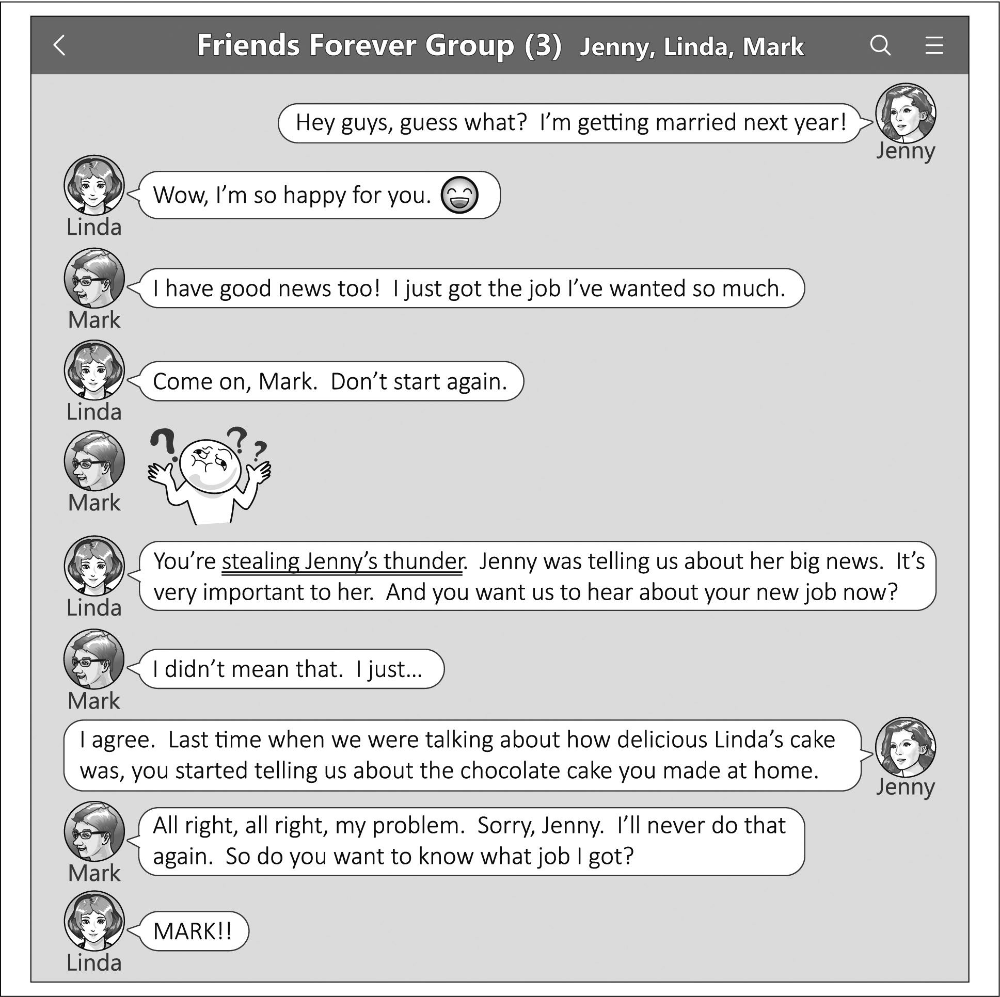 Friends Forever Group (3) Jenny, Linda, Mark
Hey guys, guess what? I'm getting married next year!
Jenny
Wow, I'm so happy for you.
Linda
I have good news too! I just got the job I've wanted so much.
Mark
Come on, Mark. Don't start again.
Linda
? ? ?
Mark
You're stealing Jenny's thunder. Jenny was telling us about her big news. It's
very important to her. And you want us to hear about your new job now?
Linda
I didn't mean that. I just...
Mark
I agree. Last time when we were talking about how delicious Linda's cake
was, you started telling us about the chocolate cake you made at home.
Jenny
All right, all right, my problem. Sorry, Jenny. I'll never do that
again. So do you want to know what job I got?
Mark
MARK!!
Linda